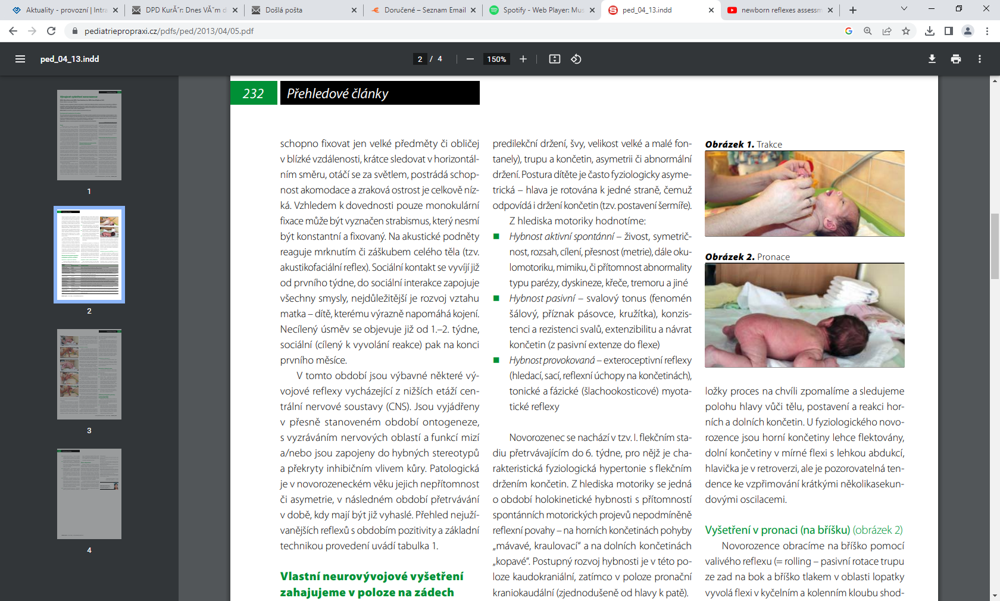 Aktuality - provozní | Intra
DPD KurĂˇr: Dnes VĂˇm d
Došlá pošta
Doručené – Seznam Email
Spotify - Web Player: Mus
ped_04_13.indd
newborn reflexes assessm
pediatriepropraxi.cz/pdfs/ped/2013/04/05.pdf
ped_04_13.indd
2 / 4
150%
1
2
3
4
232 Přehledové články
schopno fixovat jen velké předměty či obličej
v blízké vzdálenosti, krátce sledovat v horizontál-
ním směru, otáčí se za světlem, postrádá schop-
nost akomodace a zraková ostrost je celkově níz-
ká. Vzhledem k dovednosti pouze monokulární
fixace může být vyznačen strabismus, který nesmí
být konstantní a fixovaný. Na akustické podněty
reaguje mrknutím či záškubem celého těla (tzv.
akustikofaciální reflex). Sociální kontakt se vyvíjí již
od prvního týdne, do sociální interakce zapojuje
všechny smysly, nejdůležitější je rozvoj vztahu
matka – dítě, kterému výrazně napomáhá kojení.
Necílený úsměv se objevuje již od 1.–2. týdne,
sociální (cílený k vyvolání reakce) pak na konci
prvního měsíce.
V tomto období jsou výbavné některé vý-
vojové reflexy vycházející z nižších etáží cen-
trální nervové soustavy (CNS). Jsou vyjádřeny
v přesně stanoveném období ontogeneze,
s vyzráváním nervových oblastí a funkcí mizí
a/nebo jsou zapojeny do hybných stereotypů
a překryty inhibičním vlivem kůry. Patologická
je v novorozeneckém věku jejich nepřítomnost
či asymetrie, v následném období přetrvávání
v době, kdy mají být již vyhaslé. Přehled nejuží-
vanějších reflexů s obdobím pozitivity a základní
technikou provedení uvádí tabulka 1.
Vlastní neurovývojové vyšetření
zahajujeme v poloze na zádech
predilekční držení, švy, velikost velké a malé fon-
tanely), trupu a končetin, asymetrii či abnormální
držení. Postura dítěte je často fyziologicky asyme-
trická – hlava je rotována k jedné straně, čemuž
odpovídá i držení končetin (tzv. postavení šermíře).
Z hlediska motoriky hodnotíme:
■ Hybnost aktivní spontánní – živost, symetrič-
nost, rozsah, cílení, přesnost (metrie), dále oku-
lomotoriku, mimiku, či přítomnost abnormality
typu parézy, dyskineze, křeče, tremoru a jiné
■ Hybnost pasivní – svalový tonus (fenomén
šálový, příznak pásovce, kružítka), konzis-
tenci a rezistenci svalů, extenzibilitu a návrat
končetin (z pasivní extenze do flexe)
■ Hybnost provokovaná – exteroceptivní reflexy
(hledací, sací, reflexní úchopy na končetinách),
tonické a fázické (šlachookosticové) myota-
tické reflexy
Novorozenec se nachází v tzv. I. flekčním sta-
diu přetrvávajícím do 6. týdne, pro nějž je cha-
rakteristická fyziologická hypertonie s flekčním
držením končetin. Z hlediska motoriky se jedná
o období holokinetické hybnosti s přítomností
spontánních motorických projevů nepodmíněně
reflexní povahy – na horních končetinách pohyby
„mávavé, kraulovací“ a na dolních končetinách
„kopavé“. Postupný rozvoj hybnosti je v této po-
loze kaudokraniální, zatímco v poloze pronační
kraniokaudální (zjednodušeně od hlavy k patě).
Obrázek 1. Trakce
Obrázek 2. Pronace
ložky proces na chvíli zpomalíme a sledujeme
polohu hlavy vůči tělu, postavení a reakci hor-
ních a dolních končetin. U fyziologického novo-
rozence jsou horní končetiny lehce flektovány,
dolní končetiny v mírné flexi s lehkou abdukcí,
hlavička je v retroverzi, ale je pozorovatelná ten-
dence ke vzpřimování krátkými několikasekun-
dovými oscilacemi.
Vyšetření v pronaci (na bříšku) (obrázek 2)
Novorozence obracíme na bříško pomocí
valivého reflexu (= rolling – pasivní rotace trupu
ze zad na bok a bříško tlakem v oblasti lopatky
vyvolá flexi v kyčelním a kolenním kloubu shod-